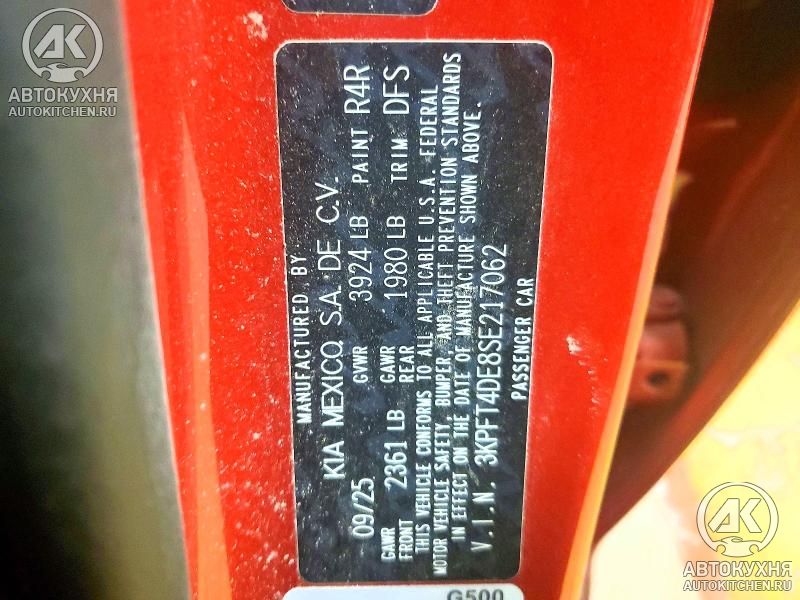 MANUFACTURED BY
KIA MEXICO, S.A. DE C.V.
09/25 GVWR 3924 LB PAINT R4R
GAWR FRONT 2361 LB GAWR REAR 1980 LB TRIM DFS
THIS VEHICLE CONFORMS TO ALL APPLICABLE U.S.A. FEDERAL
MOTOR VEHICLE SAFETY, BUMPER, AND THEFT PREVENTION STANDARDS
IN EFFECT ON THE DATE OF MANUFACTURE SHOWN ABOVE.
V.I.N. 3KPFT4DE8SE217062
PASSENGER CAR
G500
АК
АВТОКУХНЯ
AUTOKITCHEN.RU
АК
АВТОКУХНЯ
AUTOKITCHEN.RU